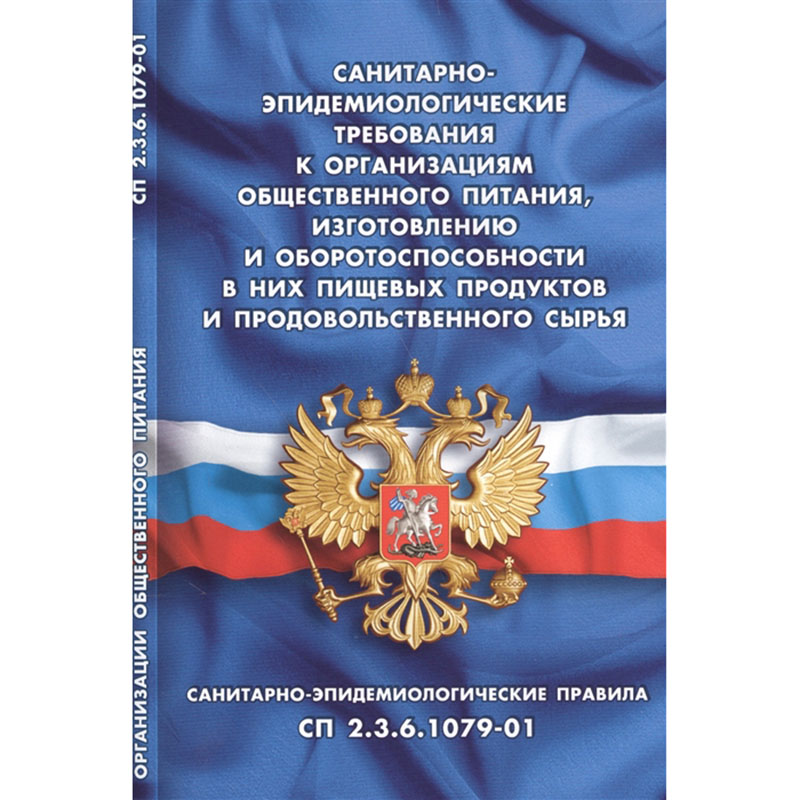 САНИТАРНО-
ЭПИДЕМИОЛОГИЧЕСКИЕ
ТРЕБОВАНИЯ
К ОРГАНИЗАЦИЯМ
ОБЩЕСТВЕННОГО ПИТАНИЯ,
ИЗГОТОВЛЕНИЮ
И ОБОРОТОСПОСОБНОСТИ
В НИХ ПИЩЕВЫХ ПРОДУКТОВ
И ПРОДОВОЛЬСТВЕННОГО СЫРЬЯ
САНИТАРНО-ЭПИДЕМИОЛОГИЧЕСКИЕ ПРАВИЛА
СП 2.3.6.1079-01
ОРГАНИЗАЦИИ ОБЩЕСТВЕННОГО ПИТАНИЯ СП 2.3.6.1079-01